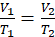 V₁/T₁ = V₂/T₂